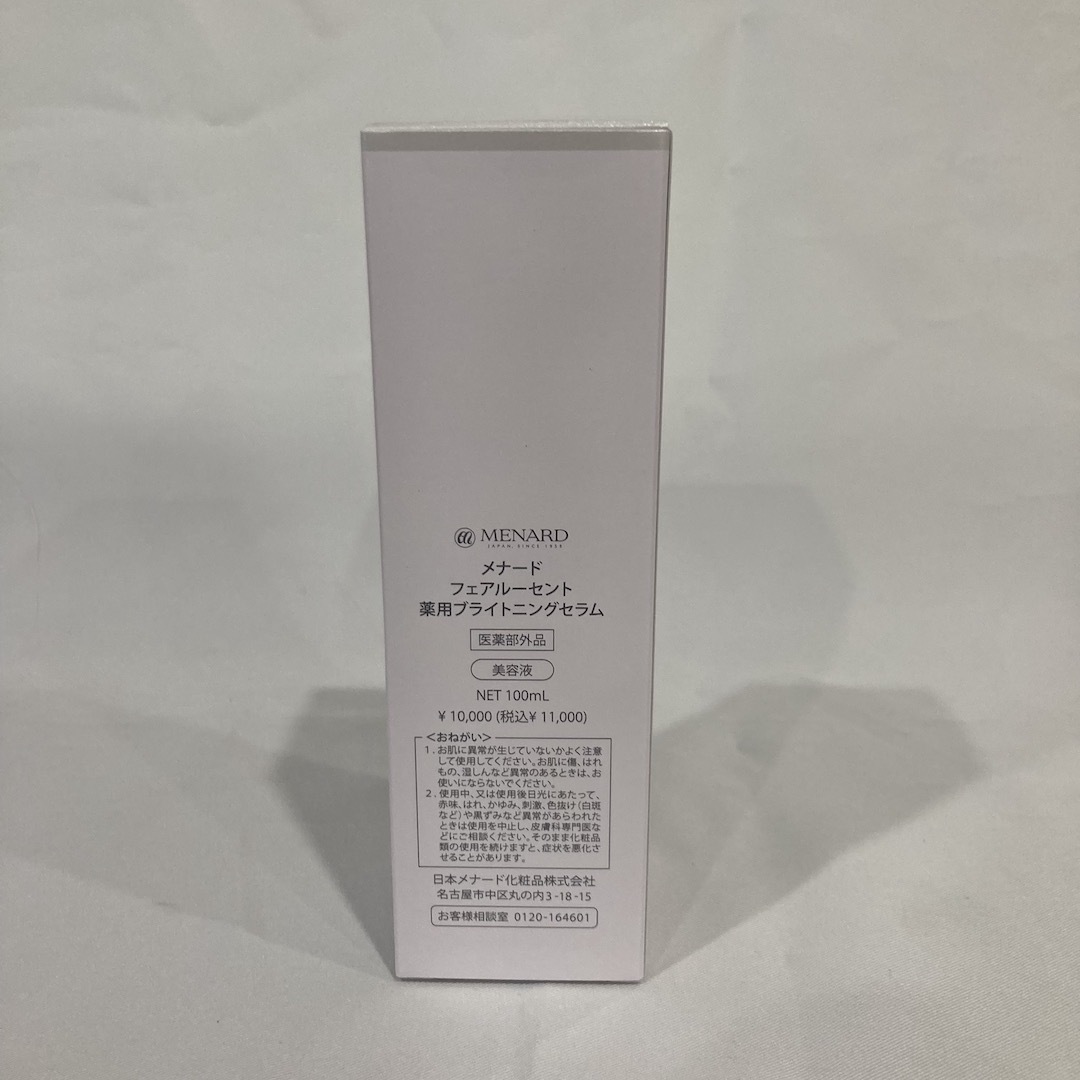 MENARD
JAPAN, SINCE 1959
メナード
フェアルーセント
薬用ブライトニングセラム
医薬部外品
美容液
NET 100mL
¥ 10,000 (税込¥ 11,000)
<おねがい>
1. お肌に異常が生じていないかよく注意
して使用してください。お肌に傷、はれ
もの、湿しんなど異常のあるときは、お
使いにならないでください。
2. 使用中、又は使用後日光にあたって、
赤味、はれ、かゆみ、刺激、色抜け(白斑
など)や黒ずみなど異常があらわれた
ときは使用を中止し、皮膚科専門医な
どにご相談ください。そのまま化粧品
類の使用を続けますと、症状を悪化さ
せることがあります。
日本メナード化粧品株式会社
名古屋市中区丸の内3-18-15
お客様相談室 0120-164601